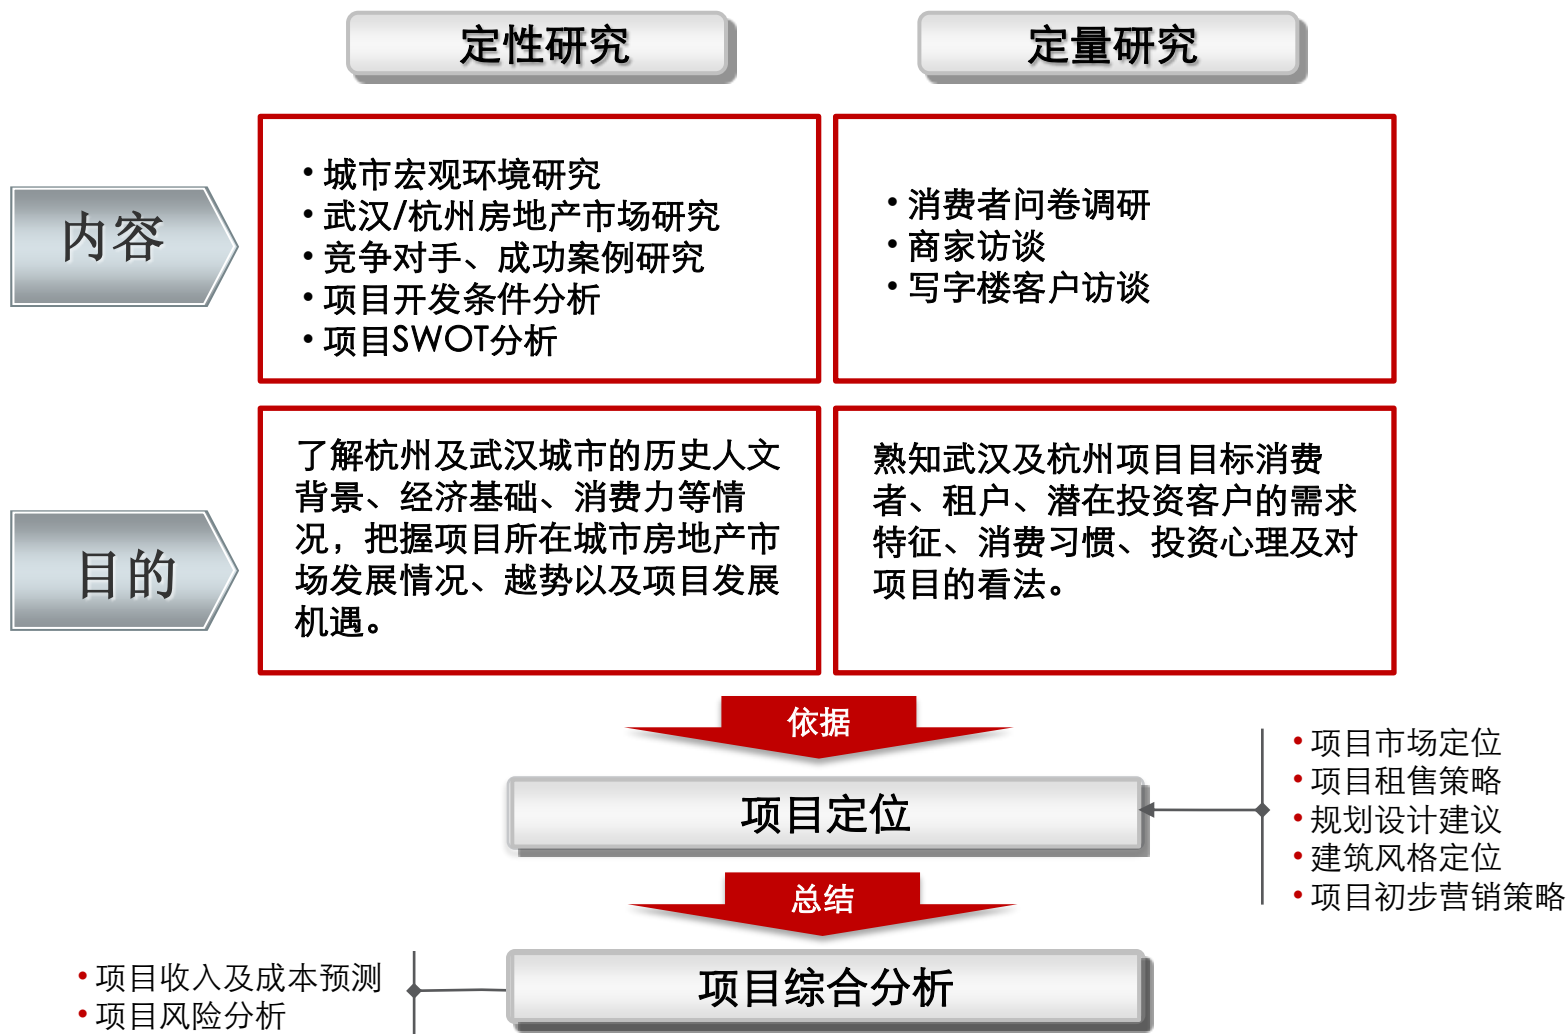 定性研究
定量研究
内容
•城市宏观环境研究
•武汉/杭州房地产市场研究
•竞争对手、成功案例研究
•项目开发条件分析
•项目SWOT分析
•消费者问卷调研
•商家访谈
•写字楼客户访谈
目的
了解杭州及武汉城市的历史人文
背景、经济基础、消费力等情
况，把握项目所在城市房地产市
场发展情况、越势以及项目发展
机遇。
熟知武汉及杭州项目目标消费
者、租户、潜在投资客户的需求
特征、消费习惯、投资心理及对
项目的看法。
依据
项目定位
•项目市场定位
•项目租售策略
•规划设计建议
•建筑风格定位
•项目初步营销策略
总结
项目综合分析
•项目收入及成本预测
•项目风险分析